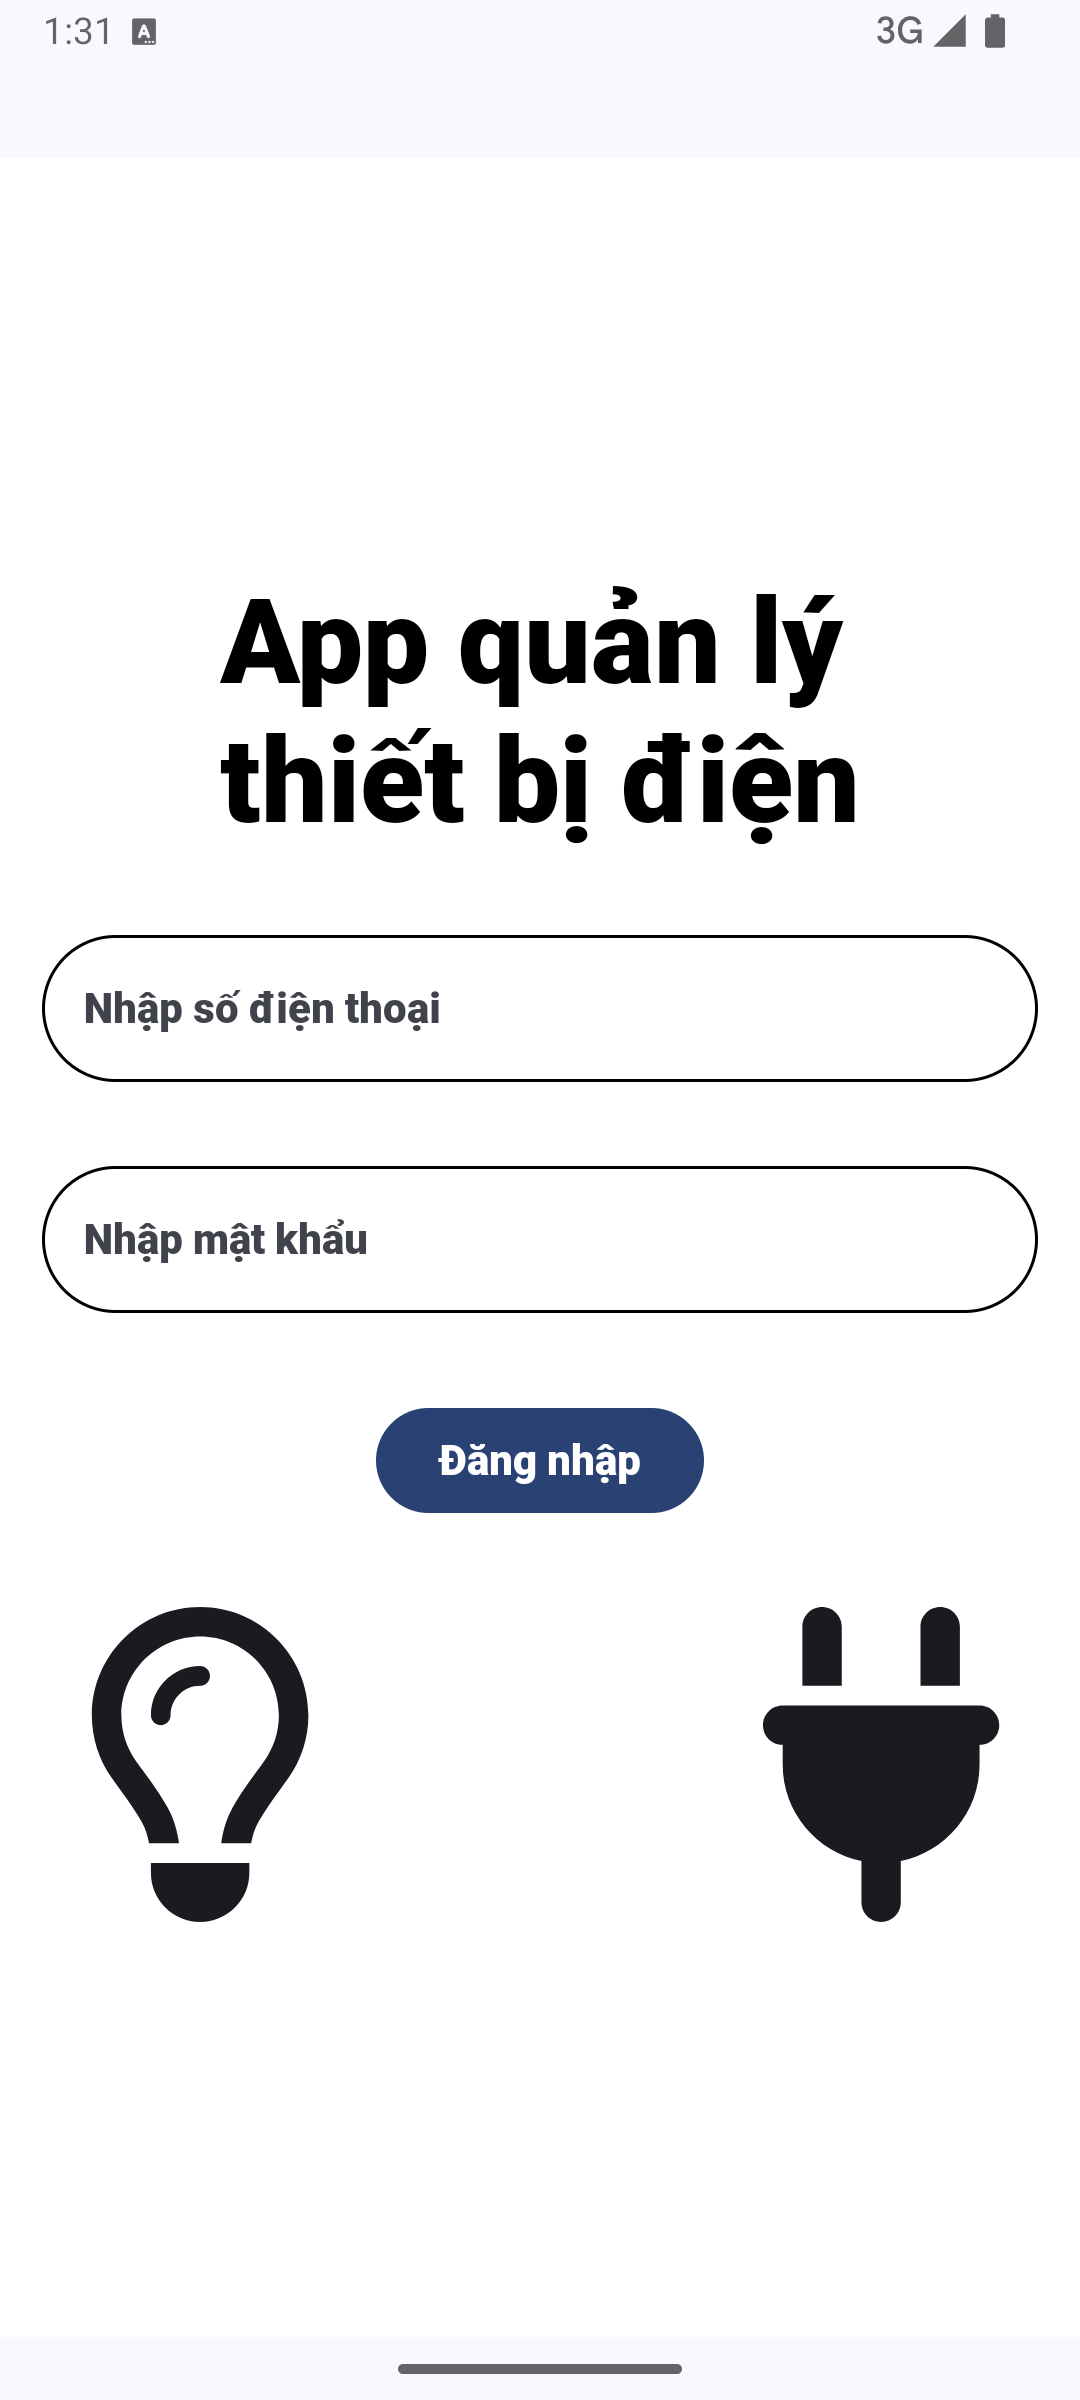 1:31
3G
App quản lý
thiết bị điện
Nhập số điện thoại
Nhập mật khẩu
Đăng nhập